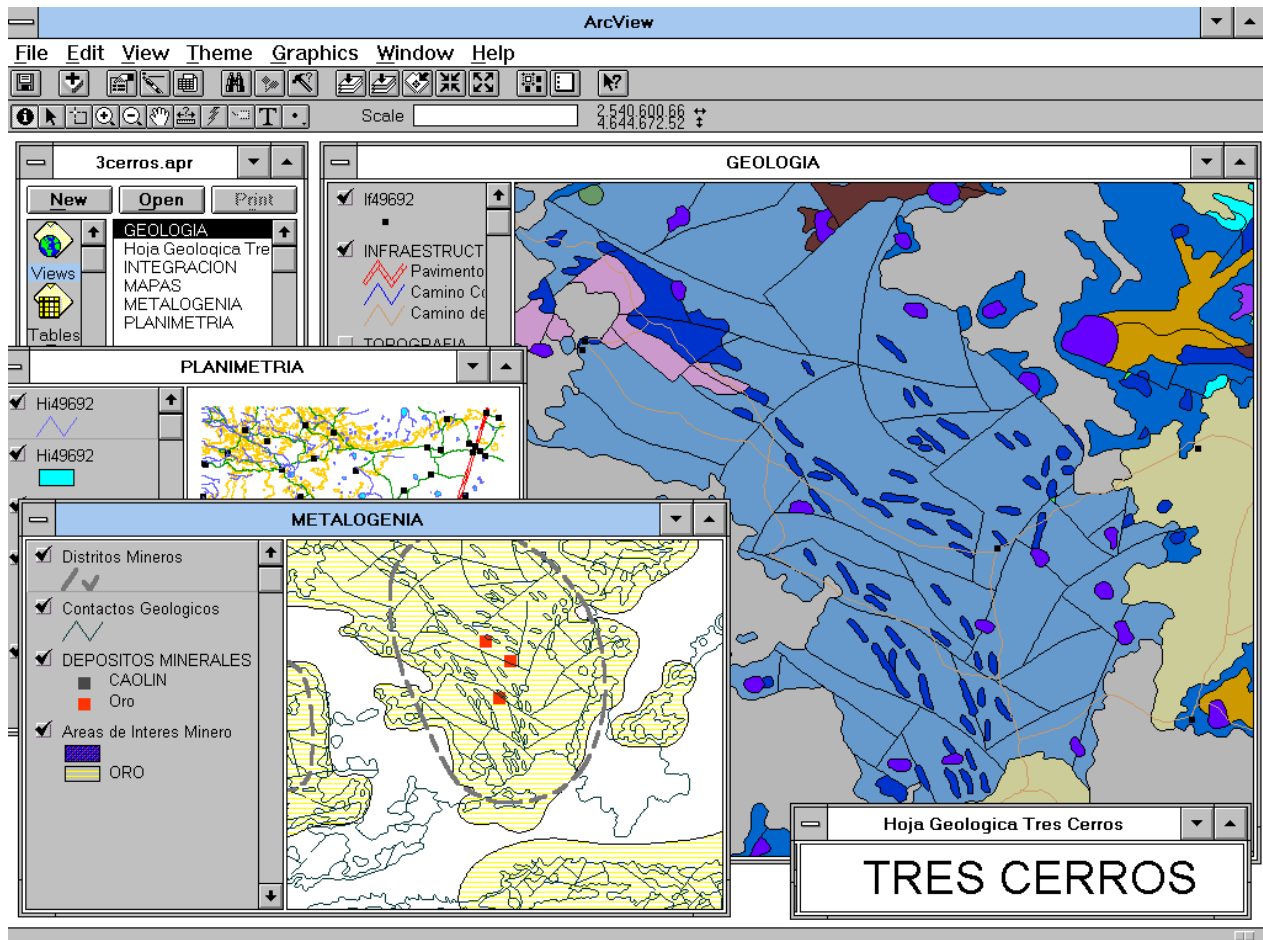 ArcView
File Edit View Theme Graphics Window Help
T
Scale
2,540,600.66
4,644,672.52
3cerros.apr
New Open Print
Views
Tables
GEOLOGIA
Hoja Geologica Tre
INTEGRACION
MAPAS
METALOGENIA
PLANIMETRIA
GEOLOGIA
lf49692
INFRAESTRUCT
Pavimento
Camino Co
Camino de
TOPOGRAFIA
PLANIMETRIA
Hi49692
Hi49692
METALOGENIA
Distritos Mineros
Contactos Geologicos
DEPOSITOS MINERALES
CAOLIN
Oro
Areas de Interes Minero
ORO
Hoja Geologica Tres Cerros
TRES CERROS